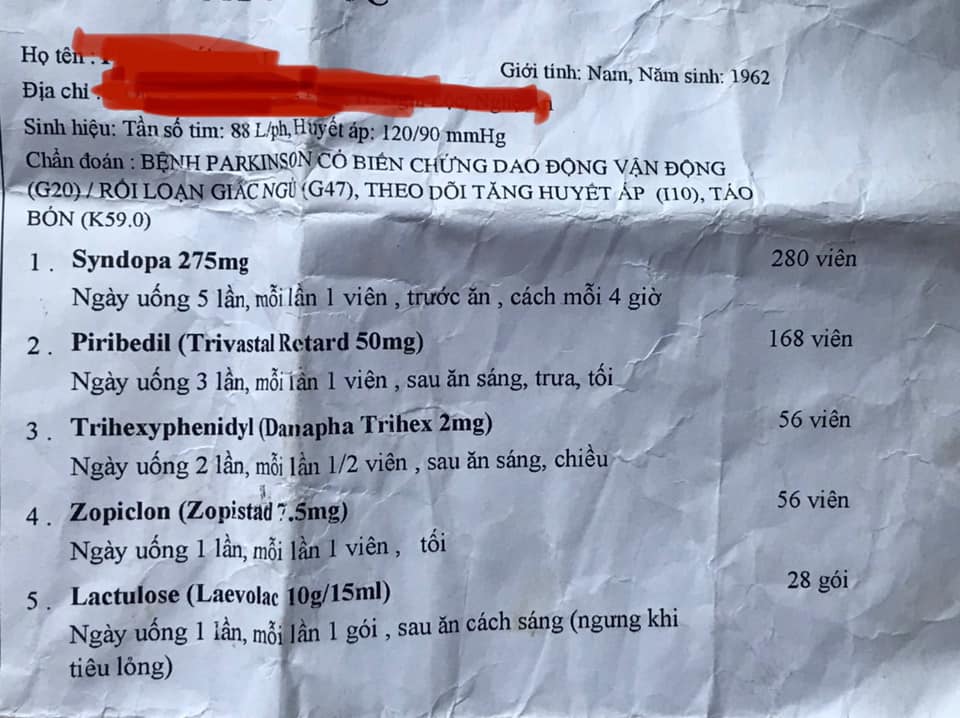 Họ tên :
Giới tính: Nam, Năm sinh: 1962
Địa chỉ :
Sinh hiệu: Tần số tim: 88 L/ph, Huyết áp: 120/90 mmHg
Chẩn đoán : BỆNH PARKINSON CÓ BIẾN CHỨNG DAO ĐỘNG VẬN ĐỘNG
(G20) / RỐI LOẠN GIẤC NGỦ (G47), THEO DÕI TĂNG HUYẾT ÁP (I10), TÁO
BÓN (K59.0)
1 . Syndopa 275mg 280 viên
Ngày uống 5 lần, mỗi lần 1 viên , trước ăn , cách mỗi 4 giờ
2 . Piribedil (Trivastal Retard 50mg) 168 viên
Ngày uống 3 lần, mỗi lần 1 viên , sau ăn sáng, trưa, tối
3 . Trihexyphenidyl (Danapha Trihex 2mg) 56 viên
Ngày uống 2 lần, mỗi lần 1/2 viên , sau ăn sáng, chiều
4 . Zopiclon (Zopistad 7.5mg) 56 viên
Ngày uống 1 lần, mỗi lần 1 viên , tối
5 . Lactulose (Laevolac 10g/15ml) 28 gói
Ngày uống 1 lần, mỗi lần 1 gói , sau ăn cách sáng (ngưng khi
tiêu lỏng)